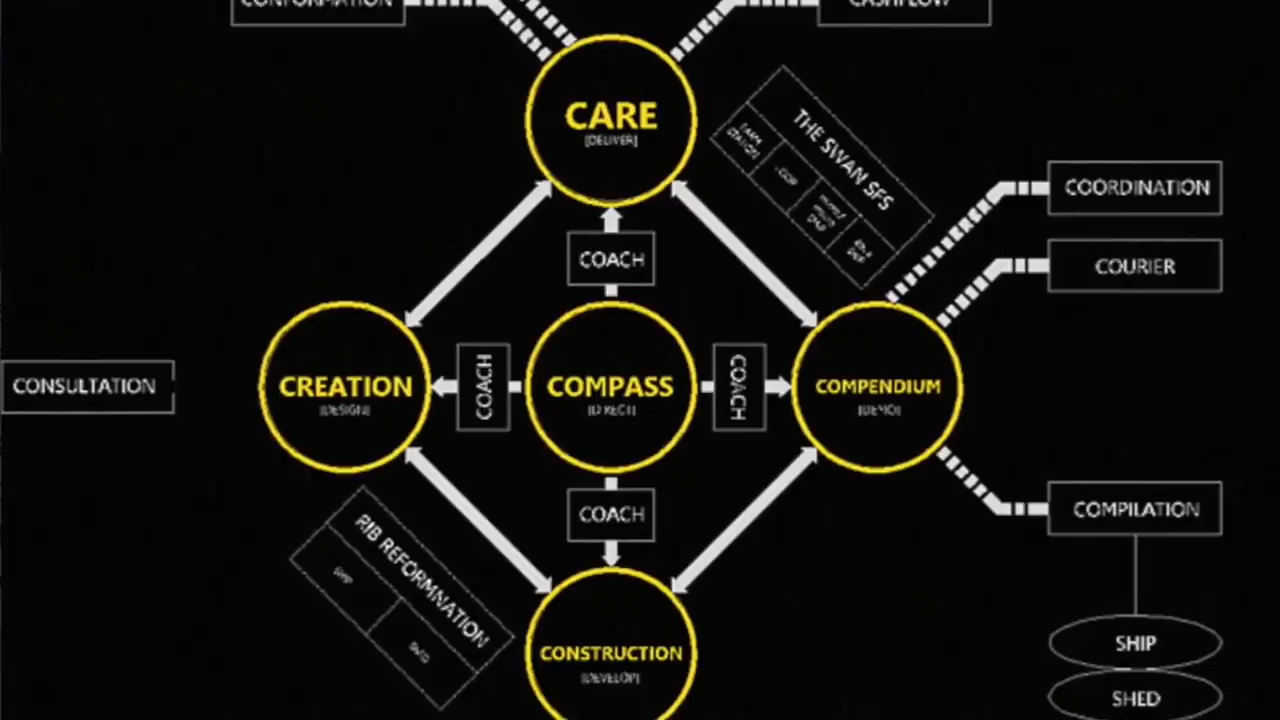 CONFORMATION
CASHFLOW
CARE
[DELIVER]
THE SWAN SFS
COORDINATION
COURIER
COACH
CONSULTATION
CREATION
[DESIGN]
COACH
COMPASS
[DIRECT]
COACH
COMPENDIUM
[DEMO]
COACH
COMPILATION
RIB REFORMNATION
CONSTRUCTION
[DEVELOP]
SHIP
SHED